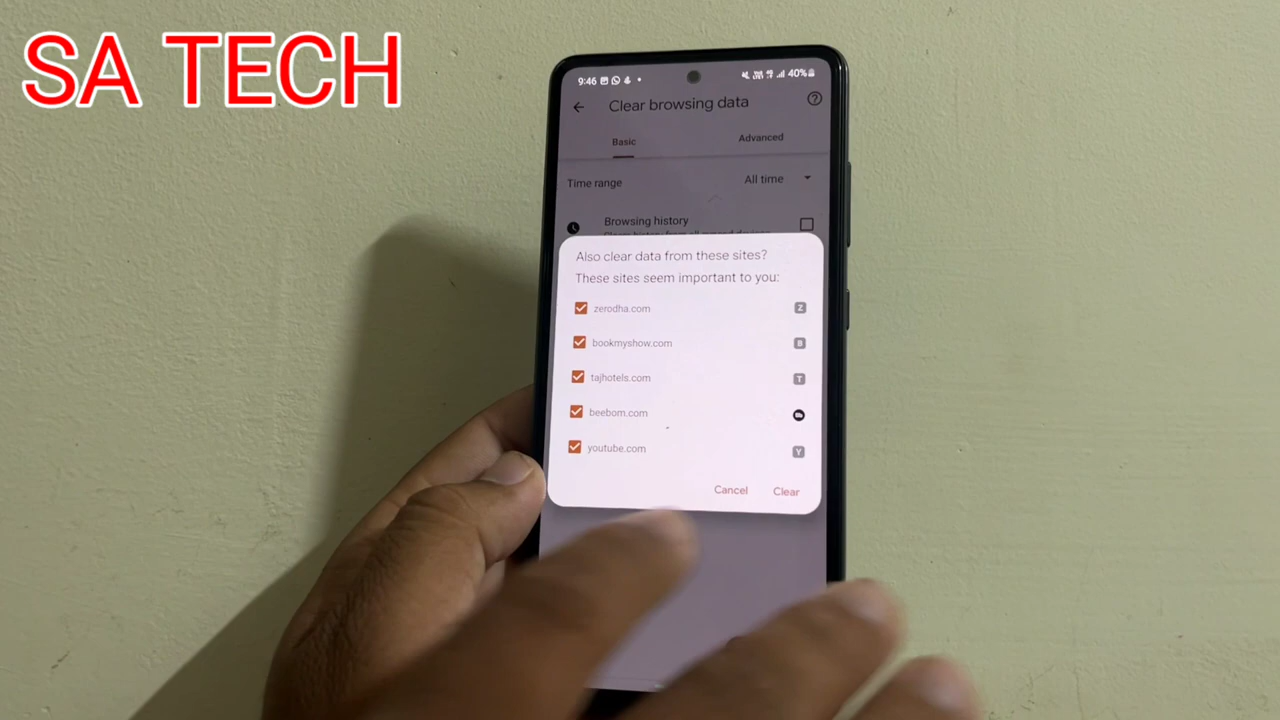 SA TECH
9:46
40%
Clear browsing data
Basic
Advanced
Time range
All time
Browsing history
Also clear data from these sites?
These sites seem important to you:
zerodha.com
Z
bookmyshow.com
B
tajhotels.com
T
beebom.com
youtube.com
Y
Cancel
Clear